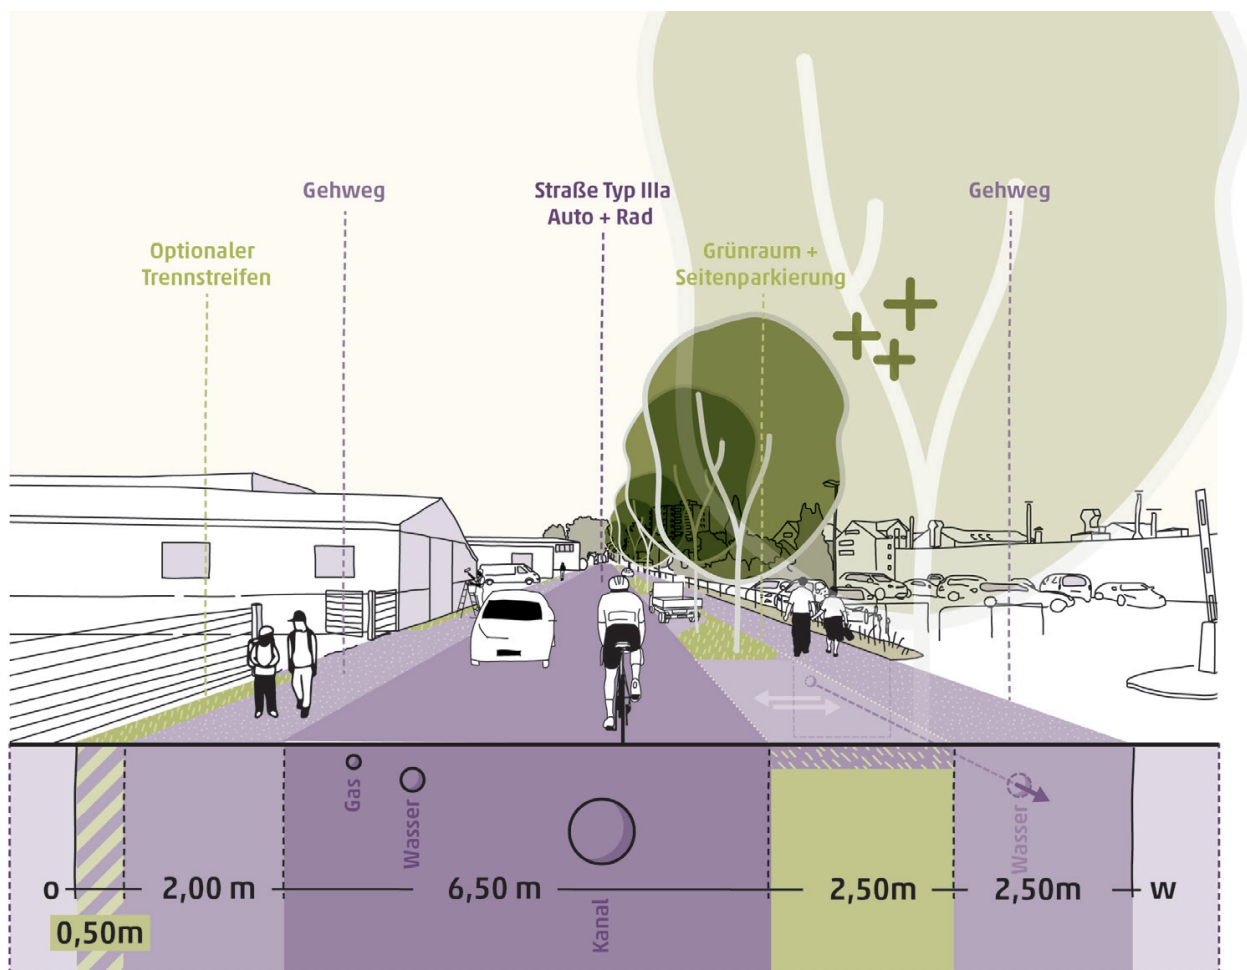 Gehweg
Straße Typ IIIa
Auto + Rad
Gehweg
Optionaler
Trennstreifen
Grünraum +
Seitenparkierung
Gas
Wasser
Kanal
Wasser
O
2,00 m
6,50 m
2,50m
2,50m
W
0,50m